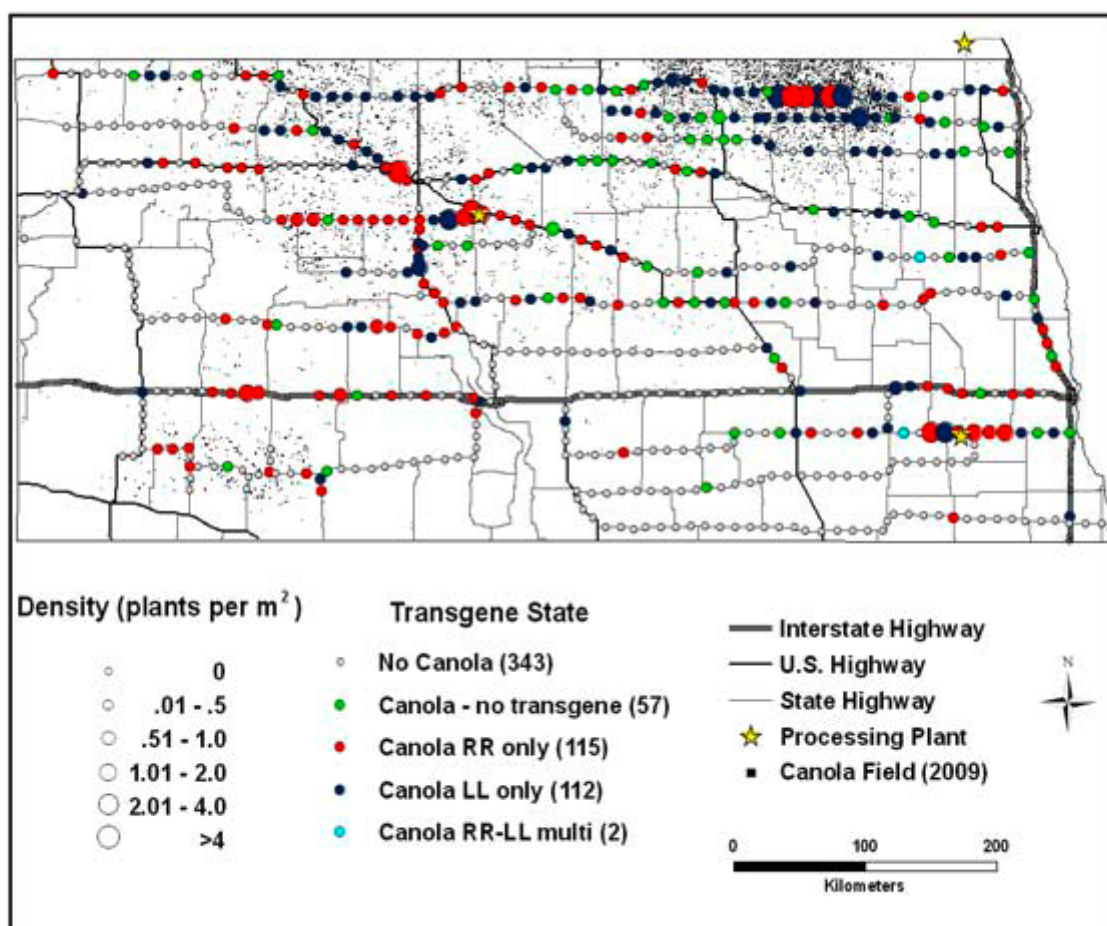 Density (plants per m²)
0
.01 - .5
.51 - 1.0
1.01 - 2.0
2.01 - 4.0
>4
Transgene State
No Canola (343)
Canola - no transgene (57)
Canola RR only (115)
Canola LL only (112)
Canola RR-LL multi (2)
Interstate Highway
U.S. Highway
State Highway
Processing Plant
Canola Field (2009)
N
0 100 200
Kilometers